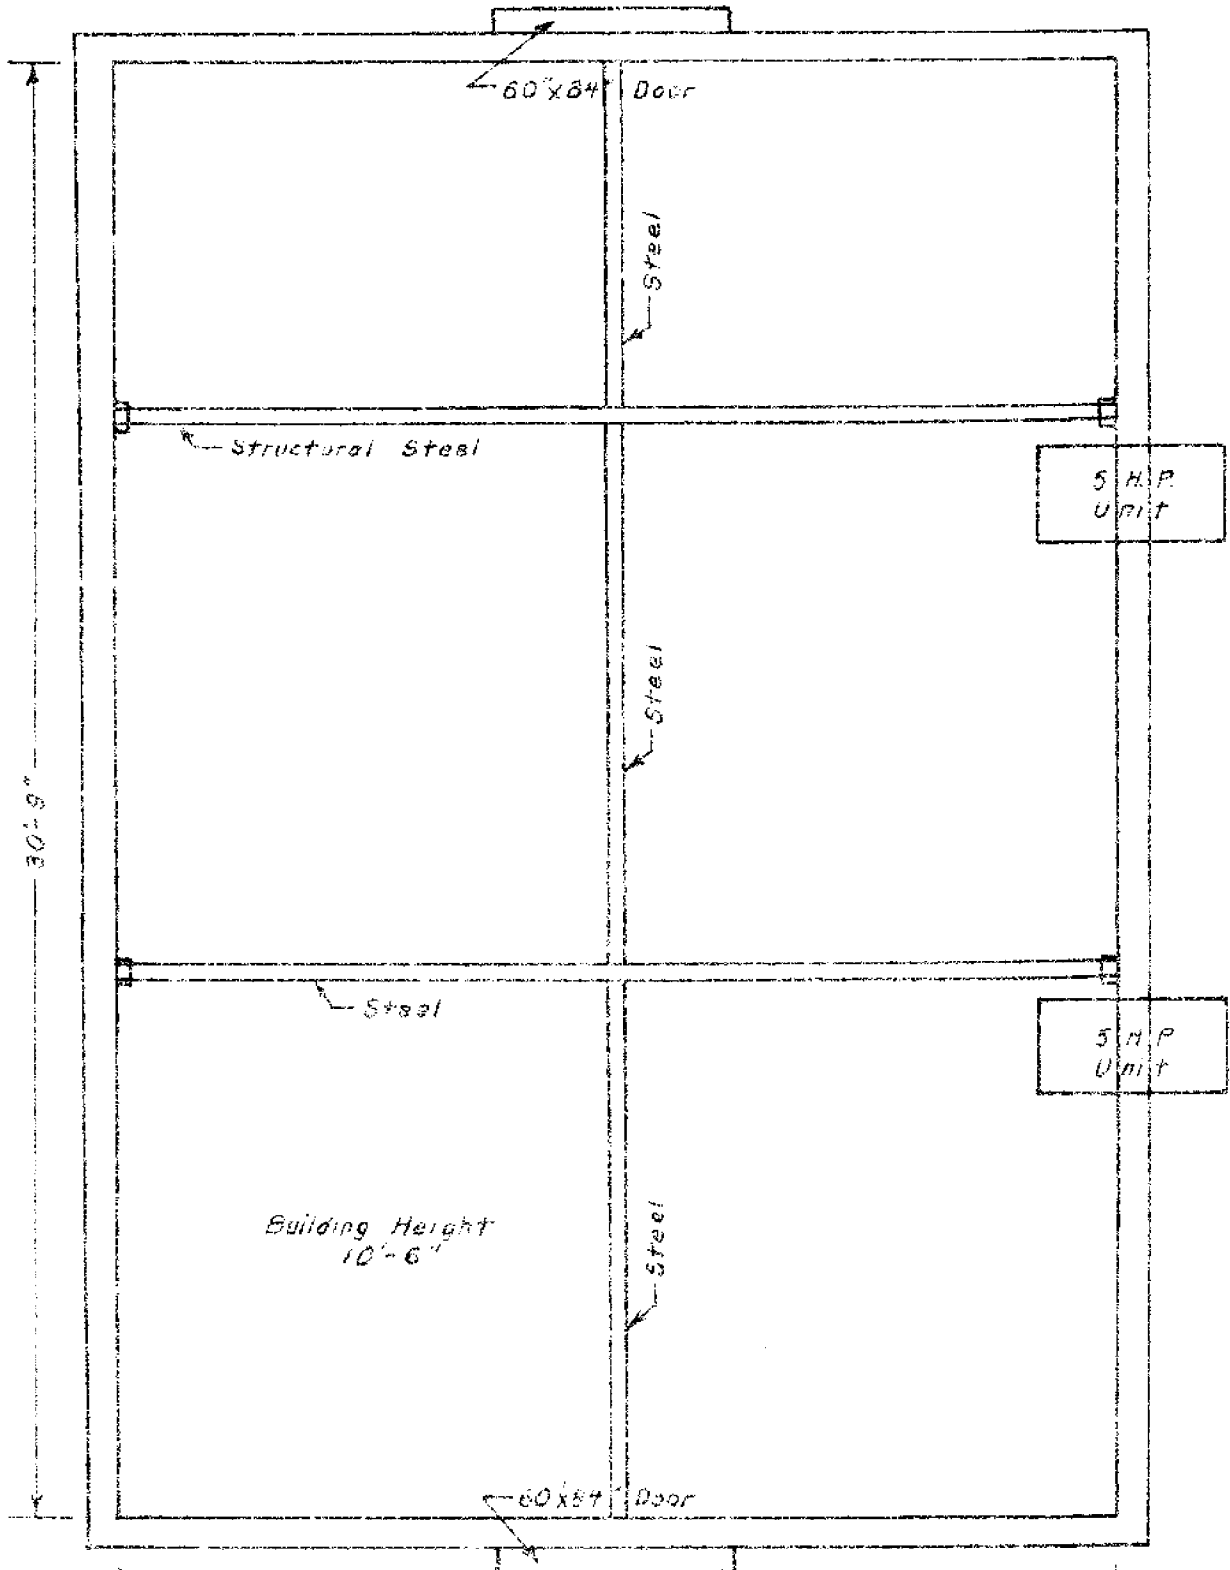 60"x84" Door
Steel
Structural Steel
5 H.P.
Unit
Steel
30'-9"
Steel
5 H P
Unit
Building Height
10'-6"
Steel
60"x84" Door